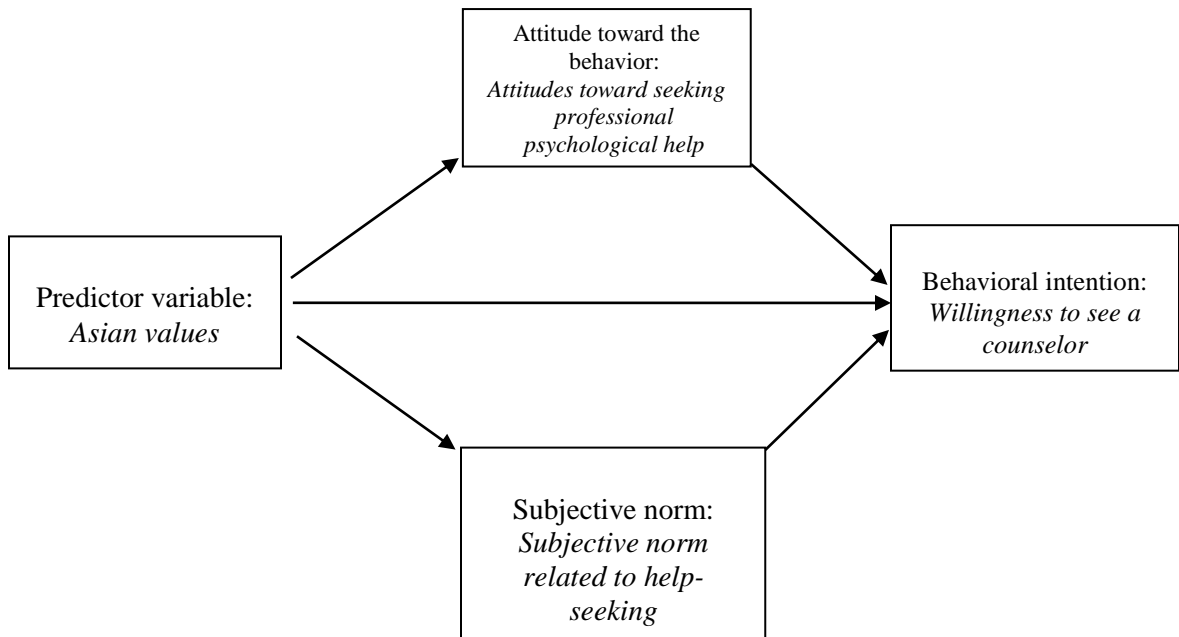 Attitude toward the
behavior:
Attitudes toward seeking
professional
psychological help
Predictor variable:
Asian values
Behavioral intention:
Willingness to see a
counselor
Subjective norm:
Subjective norm
related to help-
seeking